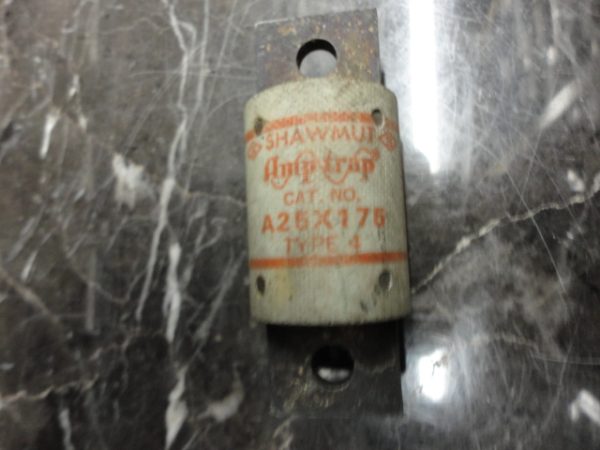 SHAWMUT
Amp-trap
CAT. NO.
A25X175
TYPE 4